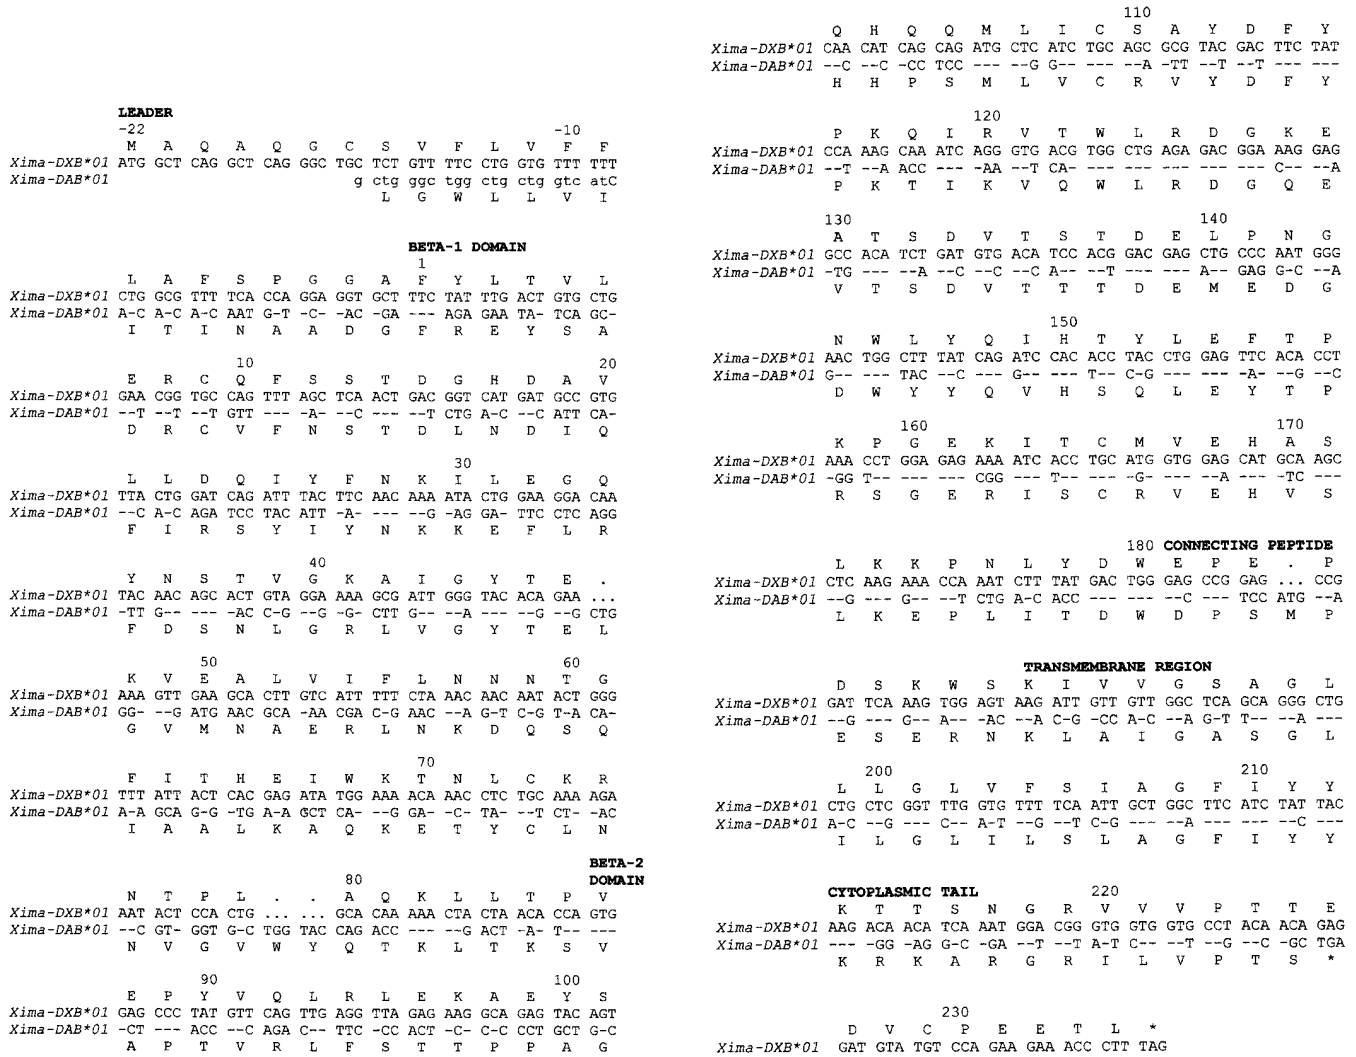 LEADER
-22 -10
M A Q A Q G C S V F L V F F
Xima-DXB*01 ATG GCT CAG GCT CAG GGC TGC TCT GTT TTC CTG GTG TTT TTT
Xima-DAB*01 g ctg ggc tgg ctg ctg gtc atC
L G W L L V I
BETA-1 DOMAIN
1
L A F S P G G A F Y L T V L
Xima-DXB*01 CTG GCG TTT TCA CCA GGA GGT GCT TTC TAT TTG ACT GTG CTG
Xima-DAB*01 A-C A-C A-C AAT G-T -C- -AC -GA --- AGA GAA TA- TCA GC-
I T I N A A D G F R E Y S A
10 20
E R C Q F S S T D G H D A V
Xima-DXB*01 GAA CGG TGC CAG TTT AGC TCA ACT GAC GGT CAT GAT GCC GTG
Xima-DAB*01 --T --T --T GTT --- -A- --C --- --T CTG A-C --C ATT CA-
D R C V F N S T D L N D I Q
30
L L D Q I Y F N K I L E G Q
Xima-DXB*01 TTA CTG GAT CAG ATT TAC TTC AAC AAA ATA CTG GAA GGA CAA
Xima-DAB*01 --C A-C AGA TCC TAC ATT -A- --- --G -AG GA- TTC CTC AGG
F I R S Y I Y N K K E F L R
40
Y N S T V G K A I G Y T E .
Xima-DXB*01 TAC AAC AGC ACT GTA GGA AAA GCG ATT GGG TAC ACA GAA ...
Xima-DAB*01 -TT G-- --- -AC C-G --G G-G CTT G-- --A --- --G --G CTG
F D S N L G R L V G Y T E L
50 60
K V E A L V I F L N N N T G
Xima-DXB*01 AAA GTT GAA GCA CTT GTC ATT TTT CTA AAC AAC AAT ACT GGG
Xima-DAB*01 GG- --G ATG AAC GCA -AA CGA C-G AAC --A G-T C-G T-A CA-
G V M N A E R L N K D Q S Q
70
F I T H E I W K T N L C K R
Xima-DXB*01 TTT ATT ACT CAC GAG ATA TGG AAA ACA AAC CTC TGC AAA AGA
Xima-DAB*01 A-A GCA G-G -TG A-A GCT CA- --G GA- --C TA- --T CT- -AC
I A A L K A Q K E T Y C L N
80 BETA-2 DOMAIN
N T P L . . A Q K L L T P V
Xima-DXB*01 AAT ACT CCA CTG ... ... GCA CAA AAA CTA CTA ACA CCA GTG
Xima-DAB*01 --C GT- GGT G-C TGG TAC CAG ACC --- --G ACT -A- T-- ---
N V G V W Y Q T K L T K S V
90 100
E P Y V Q L R L E K A E Y S
Xima-DXB*01 GAG CCC TAT GTT CAG TTG AGG TTA GAG AAG GCA GAG TAC AGT
Xima-DAB*01 -CT --- ACC --C AGA C-- TTC -CC ACT -C- C-C CCT GCT G-C
A P T V R L F S T T P P A G
110
Q H Q Q M L I C S A Y D F Y
Xima-DXB*01 CAA CAT CAG CAG ATG CTC ATC TGC AGC GCG TAC GAC TTC TAT
Xima-DAB*01 --C --C -CC TCC --- --G G-- --- --A -TT --T --T --- ---
H H P S M L V C R V Y D F Y
120
P K Q I R V T W L R D G K E
Xima-DXB*01 CCA AAG CAA ATC AGG GTG ACG TGG CTG AGA GAC GGA AAG GAG
Xima-DAB*01 --T --A ACC --- -AA --T CA- --- --- --- --- --- C-- --A
P K T I K V Q W L R D G Q E
130 140
A T S D V T S T D E L P N G
Xima-DXB*01 GCC ACA TCT GAT GTG ACA TCC ACG GAC GAG CTG CCC AAT GGG
Xima-DAB*01 -TG --- --A --C --C --A --- --T --- --- A-- GAG G-C --A
V T S D V T T T D E M E D G
150
N W L Y Q I H T Y L E F T P
Xima-DXB*01 AAC TGG CTT TAT CAG ATC CAC ACC TAC CTG GAG TTC ACA CCT
Xima-DAB*01 G-- --- TAC --C --- G-- --T --C -G- --- --- -A- --G --C
D W Y Y Q V H S Q L E Y T P
160 170
K P G E K I T C M V E H A S
Xima-DXB*01 AAA CCT GGA GAG AAA ATC ACC TGC ATG GTG GAG CAT GCA AGC
Xima-DAB*01 -GG T-- --- --- CGG --- T-- --- -G- --- --A --- -TC ---
R S G E R I S C R V E H V S
180 CONNECTING PEPTIDE
L K K P N L Y D W E P E . P
Xima-DXB*01 CTC AAG AAA CCA AAT CTT TAT GAC TGG GAG CCG GAG ... CCG
Xima-DAB*01 --G --- G-- --T CTG A-C ACC --- --- --C --- TCC ATG --A
L K E P L I T D W D P S M P
TRANSMEMBRANE REGION
D S K W S K I V V G S A G L
Xima-DXB*01 GAT TCA AAG TGG AGT AAG ATT GTT GTT GGC TCA GCA GGG CTG
Xima-DAB*01 --G --- G-- A-- -AC --A C-G -CC A-C --A G-T T-- --A ---
E S E R N K L A I G A S G L
200 210
L L G L V F S I A G F I Y Y
Xima-DXB*01 CTG CTC GGT TTG GTG TTT TCA ATT GCT GGC TTC ATC TAT TAC
Xima-DAB*01 A-C --G --- C-- A-T --G --T C-G --- --A --- --- --C ---
I L G L I L S L A G F I Y Y
CYTOPLASMIC TAIL
220
K T T S N G R V V V P T T E
Xima-DXB*01 AAG ACA ACA TCA AAT GGA CGG GTG GTG GTG CCT ACA ACA GAG
Xima-DAB*01 --- -GG -AG G-C -GA --T --T A-T C-- --T --G --C -GC TGA
K R K A R G R I L V P T S *
230
D V C P E E T L *
Xima-DXB*01 GAT GTA TGT CCA GAA GAA ACC CTT TAG